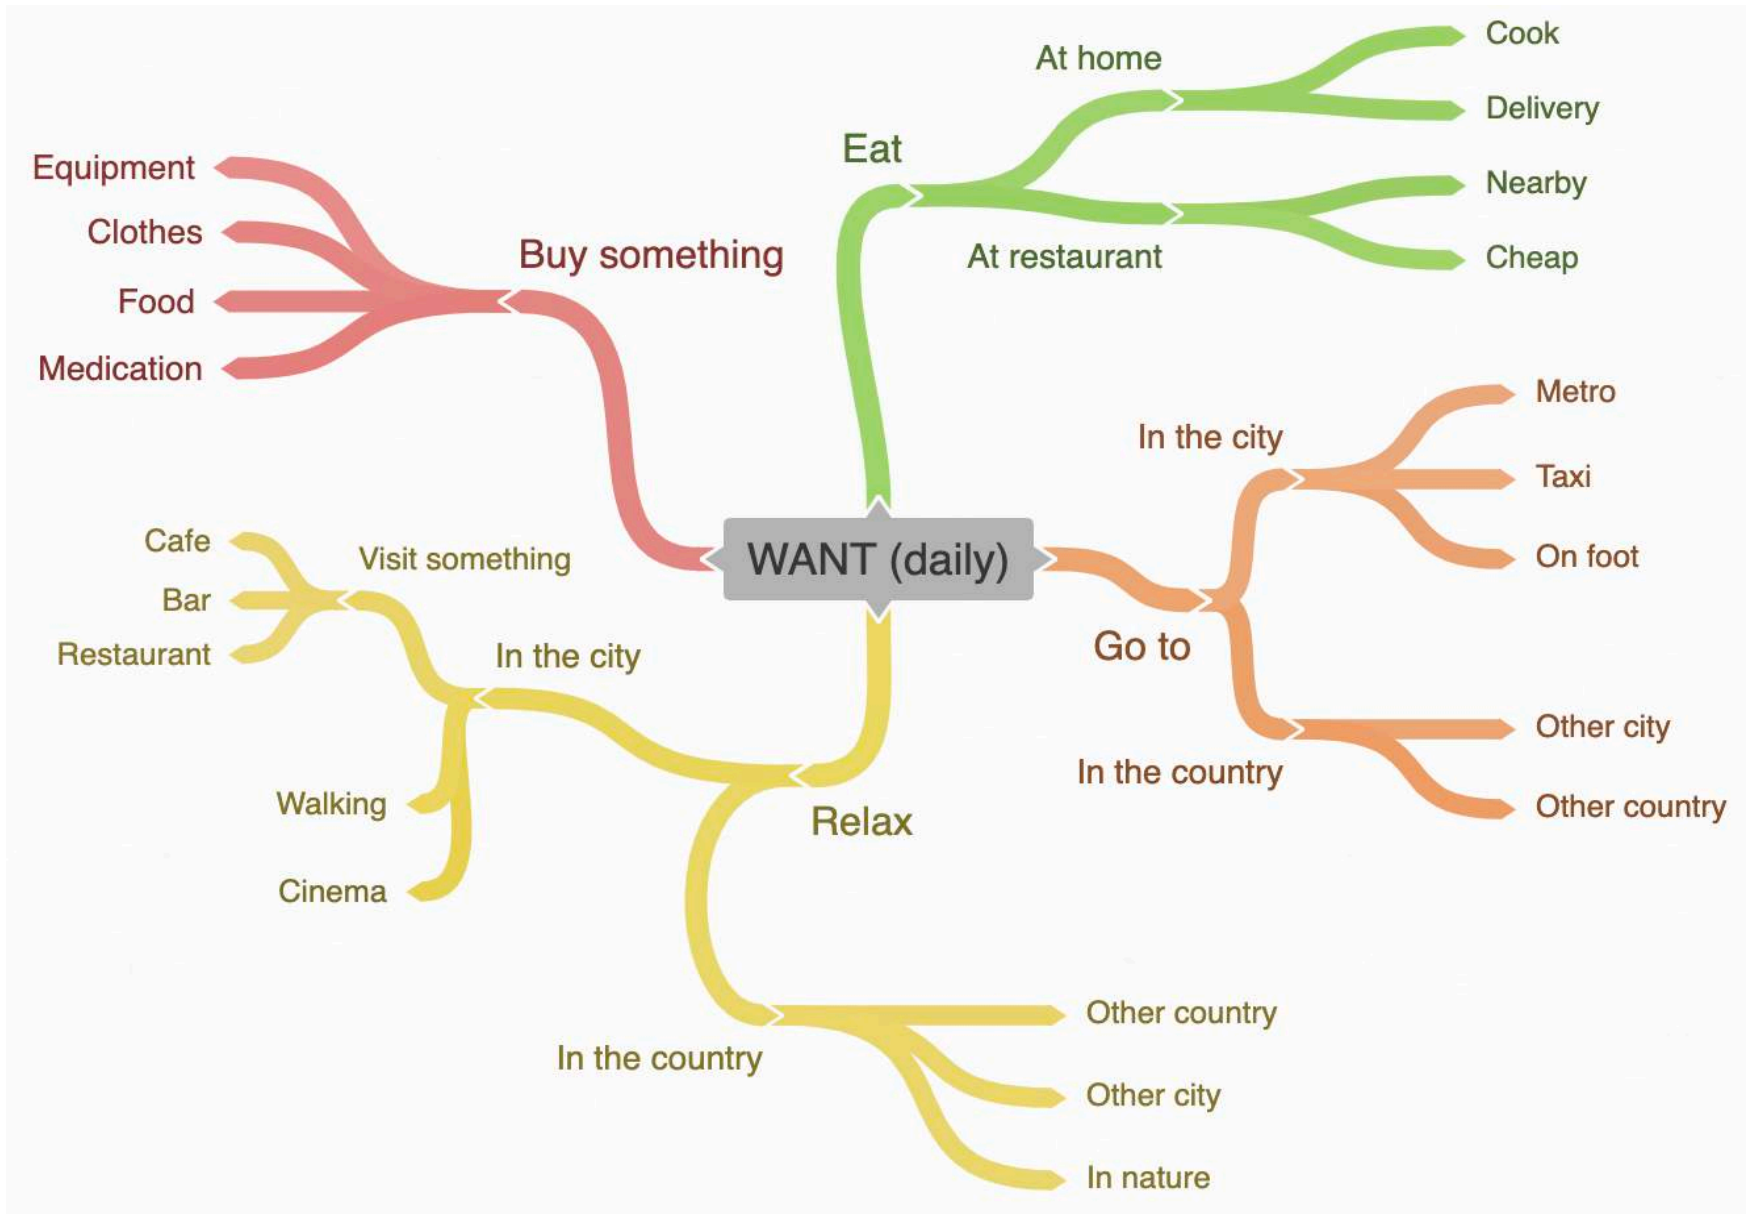 WANT (daily)
Eat
At home
Cook
Delivery
At restaurant
Nearby
Cheap
Go to
In the city
Metro
Taxi
On foot
In the country
Other city
Other country
Relax
In the city
Visit something
Cafe
Bar
Restaurant
Walking
Cinema
In the country
Other country
Other city
In nature
Buy something
Equipment
Clothes
Food
Medication